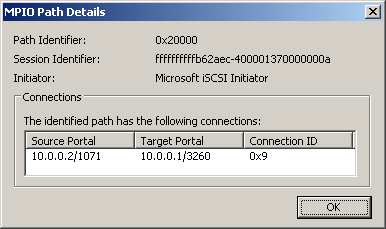 MPIO Path Details
Path Identifier: 0x20000
Session Identifier: ffffffffffb62aec-400001370000000a
Initiator: Microsoft iSCSI Initiator
Connections
The identified path has the following connections:
Source Portal Target Portal Connection ID
10.0.0.2/1071 10.0.0.1/3260 0x9
OK